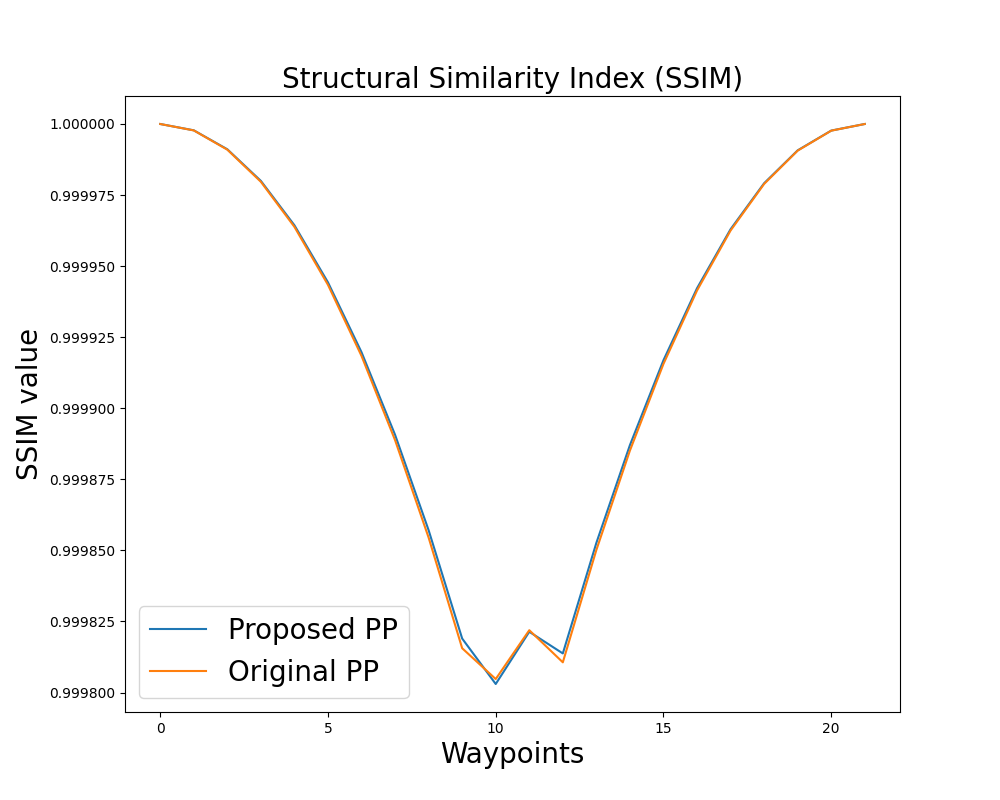 Structural Similarity Index (SSIM)
1.000000
0.999975
0.999950
0.999925
0.999900
0.999875
0.999850
0.999825
0.999800
SSIM value
Proposed PP
Original PP
0 5 10 15 20
Waypoints